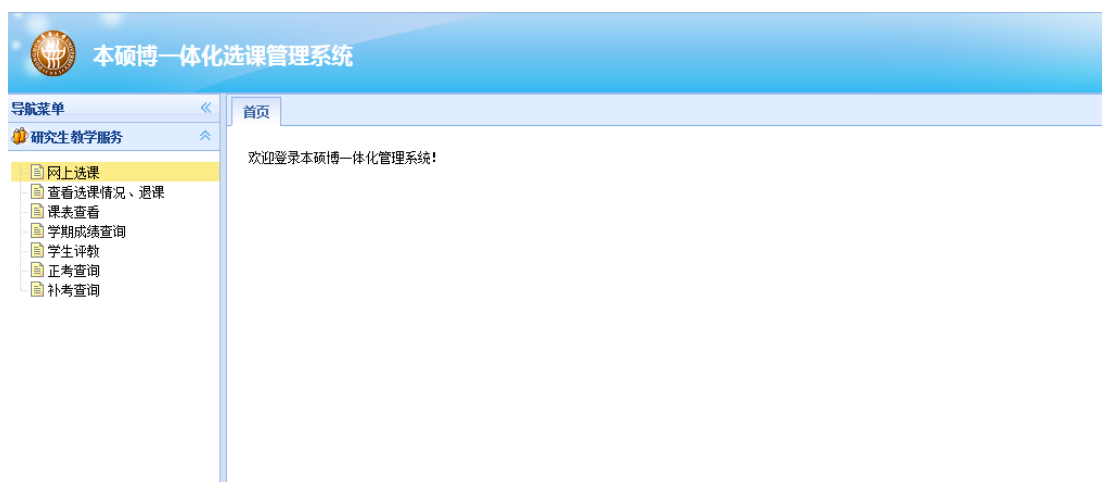 本硕博一体化选课管理系统
导航菜单
首页
研究生教学服务
欢迎登录本硕博一体化管理系统!
网上选课
查看选课情况、退课
课表查看
学期成绩查询
学生评教
正考查询
补考查询